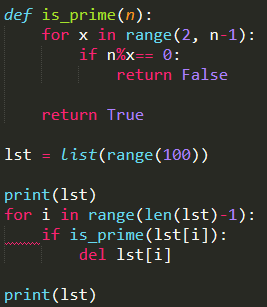 def is_prime(n):
    for x in range(2, n-1):
        if n%x== 0:
            return False

    return True

lst = list(range(100))

print(lst)
for i in range(len(lst)-1):
    if is_prime(lst[i]):
        del lst[i]

print(lst)